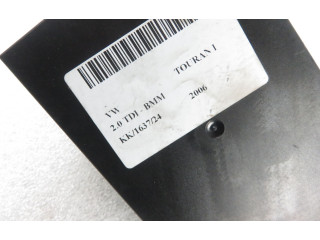 VW TOURAN I
2.0 TDI - BMM 2006
KK/1637/24